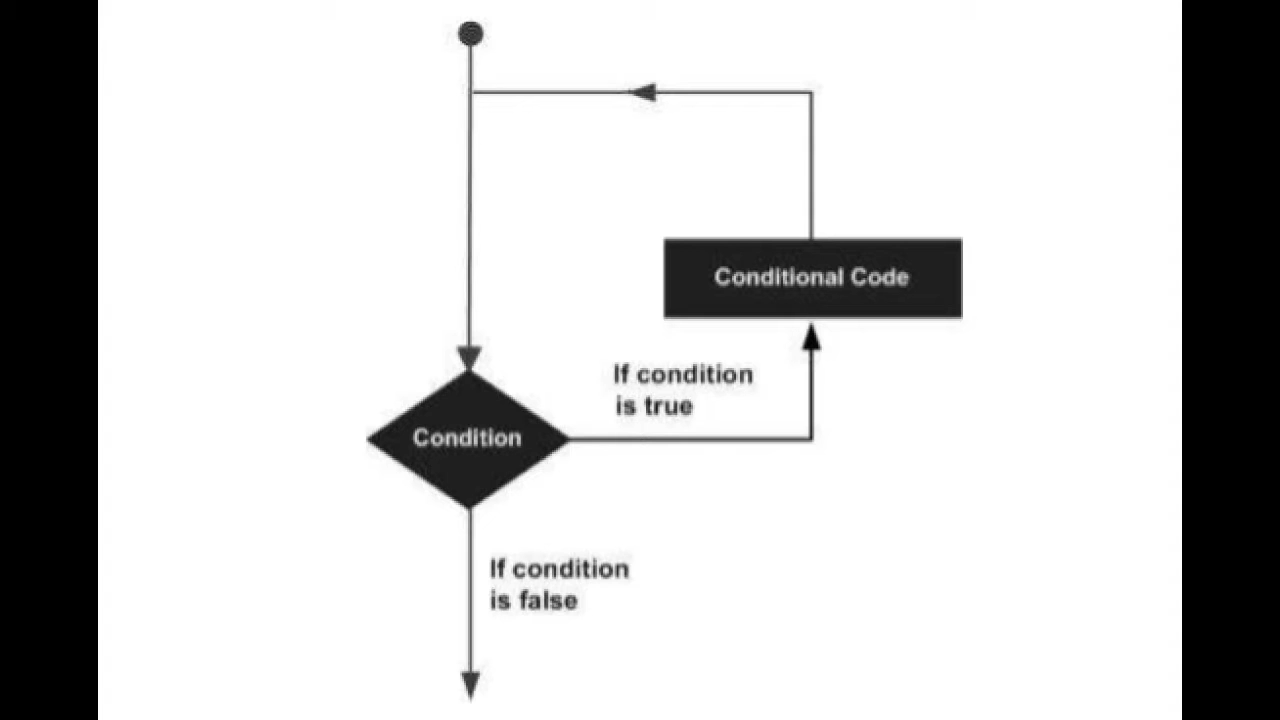 Conditional Code
If condition
is true
Condition
If condition
is false